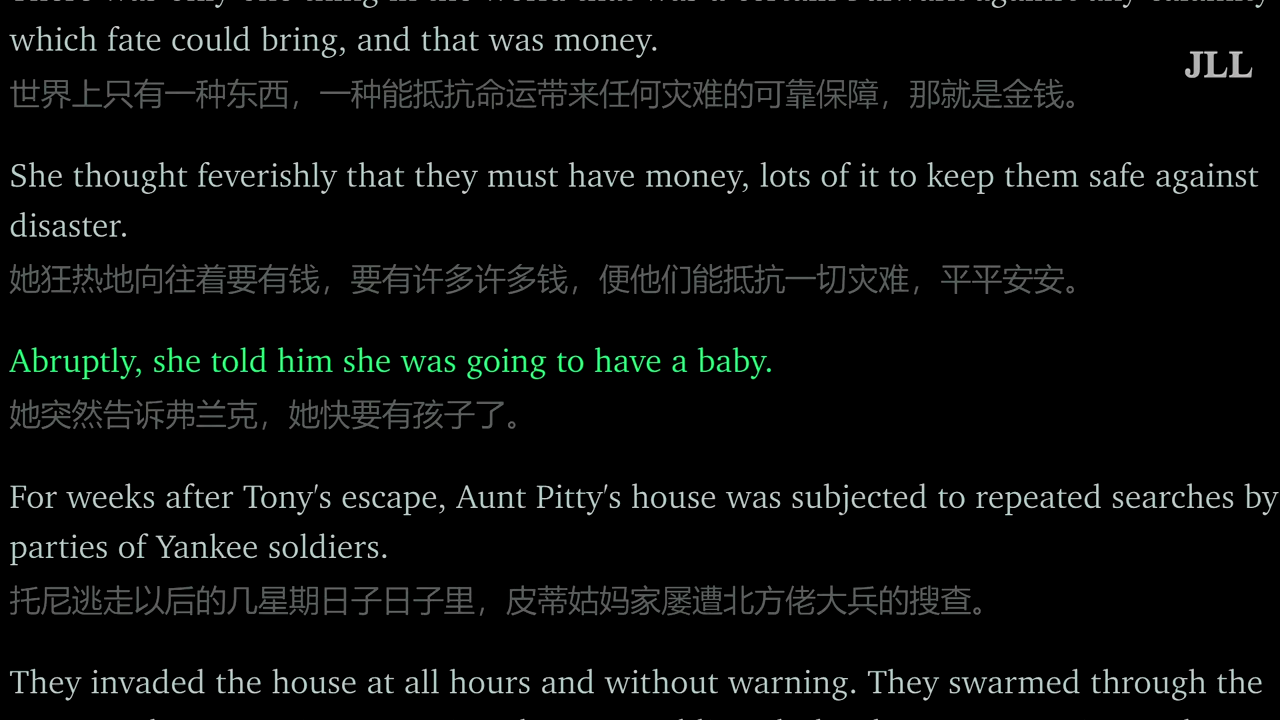 which fate could bring, and that was money.
JLL
世界上只有一种东西，一种能抵抗命运带来任何灾难的可靠保障，那就是金钱。
She thought feverishly that they must have money, lots of it to keep them safe against
disaster.
她狂热地向往着要有钱，要有许多许多钱，便他们能抵抗一切灾难，平平安安。
Abruptly, she told him she was going to have a baby.
她突然告诉弗兰克，她快要有孩子了。
For weeks after Tony's escape, Aunt Pitty's house was subjected to repeated searches by
parties of Yankee soldiers.
托尼逃走以后的几星期日子日子里，皮蒂姑妈家屡遭北方佬大兵的搜查。
They invaded the house at all hours and without warning. They swarmed through the